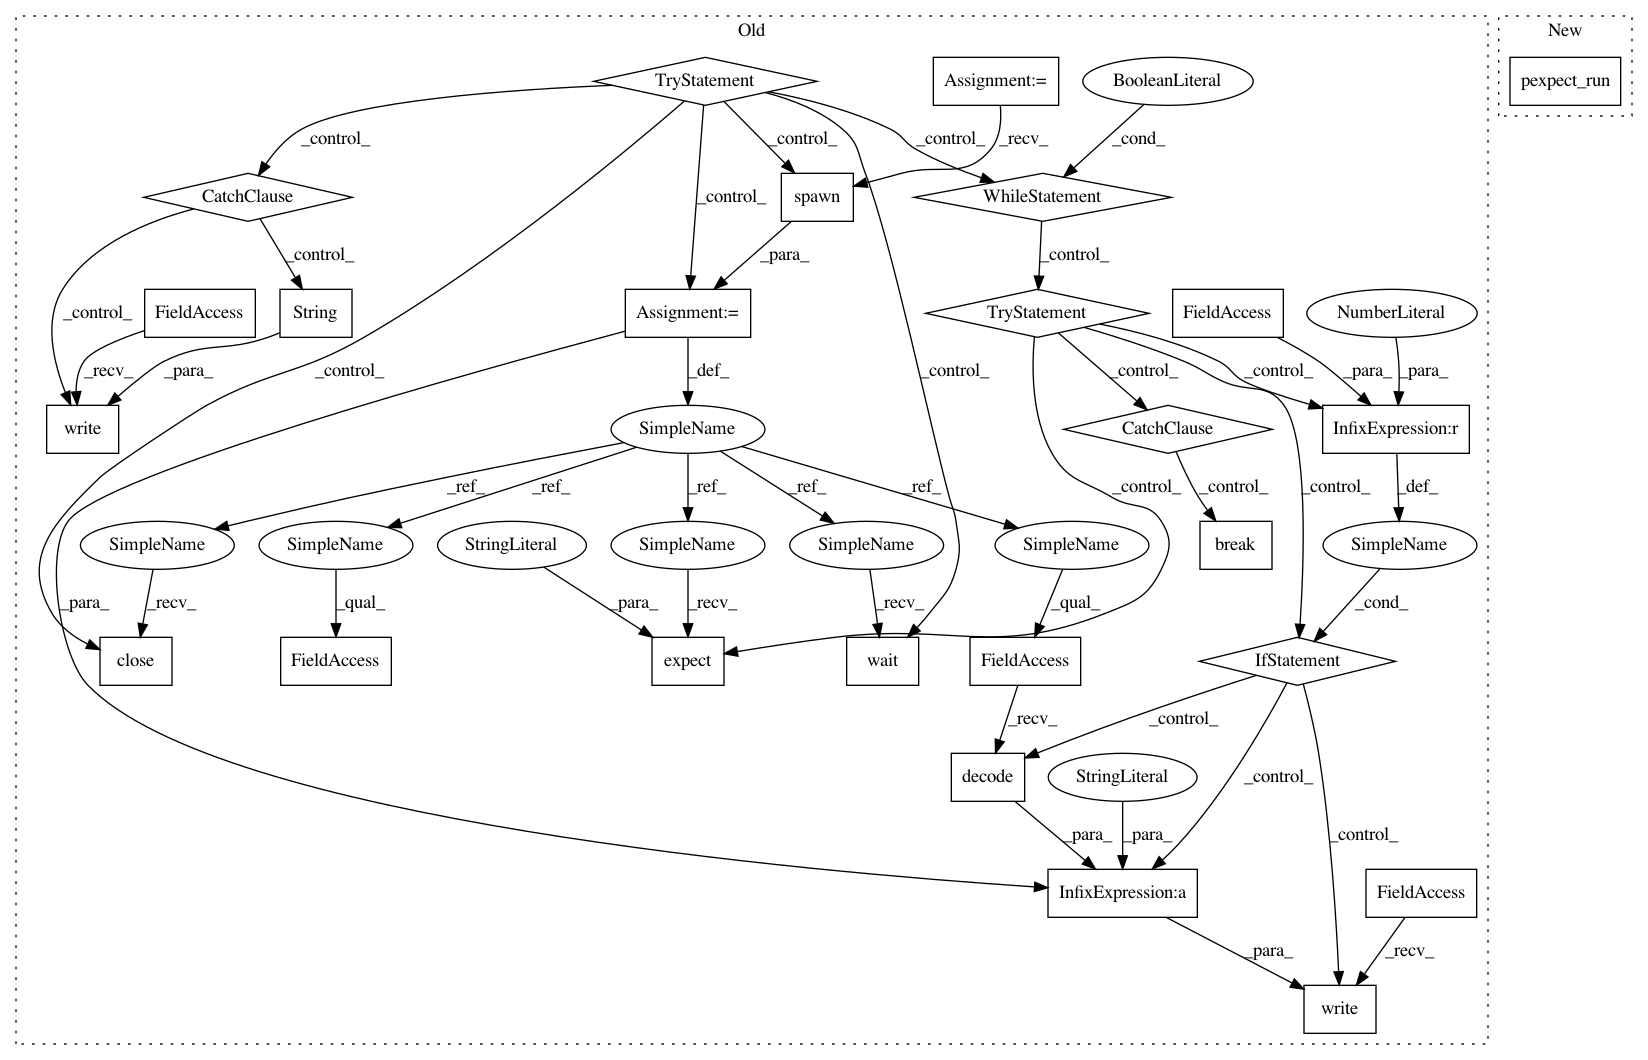 Old
New
TryStatement
Assignment:=
BooleanLiteral
pexpect_run
_control_
_control_
_recv_
_control_
_cond_
CatchClause
spawn
WhileStatement
_control_
_control_
_para_
_control_
FieldAccess
String
Assignment:=
TryStatement
FieldAccess
NumberLiteral
_control_
_recv_
_para_
_control_
_def_
_control_
_control_
_control_
_para_
_para_
write
SimpleName
CatchClause
InfixExpression:r
_ref_
_ref_
_ref_
_ref_
_ref_
_control_
_control_
_control_
_def_
SimpleName
SimpleName
StringLiteral
SimpleName
SimpleName
SimpleName
break
SimpleName
_para_
_recv_
_qual_
_para_
_recv_
_recv_
_qual_
_cond_
close
FieldAccess
expect
wait
FieldAccess
IfStatement
_recv_
_control_
decode
StringLiteral
_control_
_para_
_para_
_control_
InfixExpression:a
FieldAccess
_para_
_recv_
write